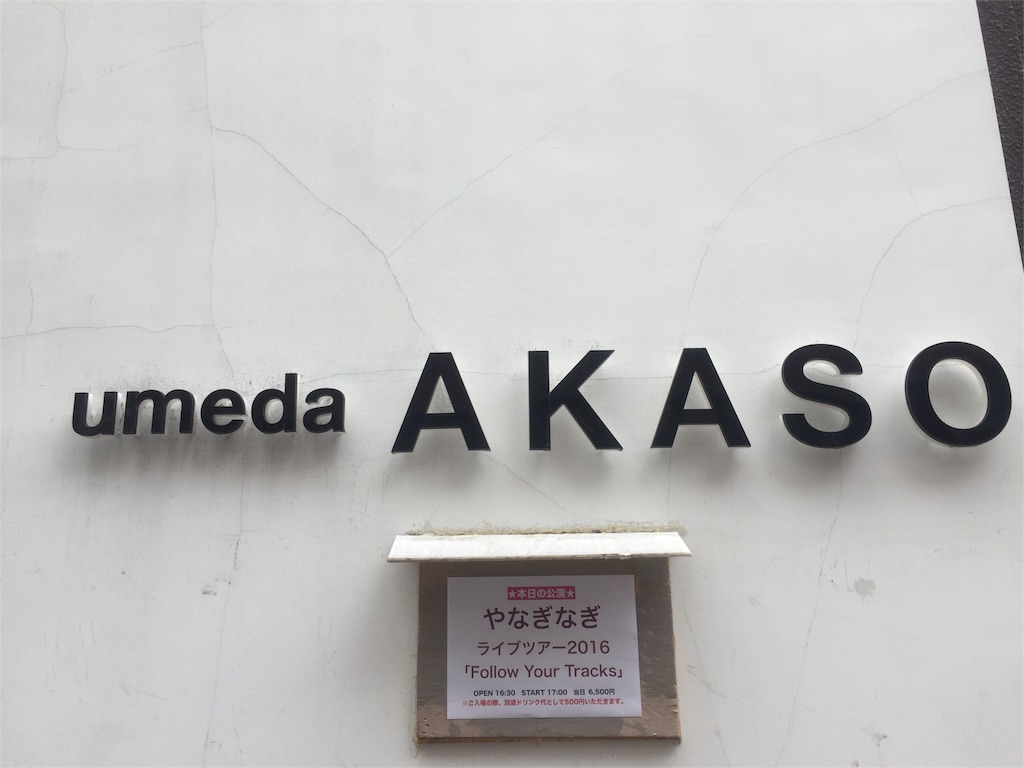 umeda AKASO
★本日の公演★
やなぎなぎ
ライブツアー2016
「Follow Your Tracks」
OPEN 16:30 START 17:00 当日 6,500円
※ご入場の際、別途ドリンク代として500円いただきます。